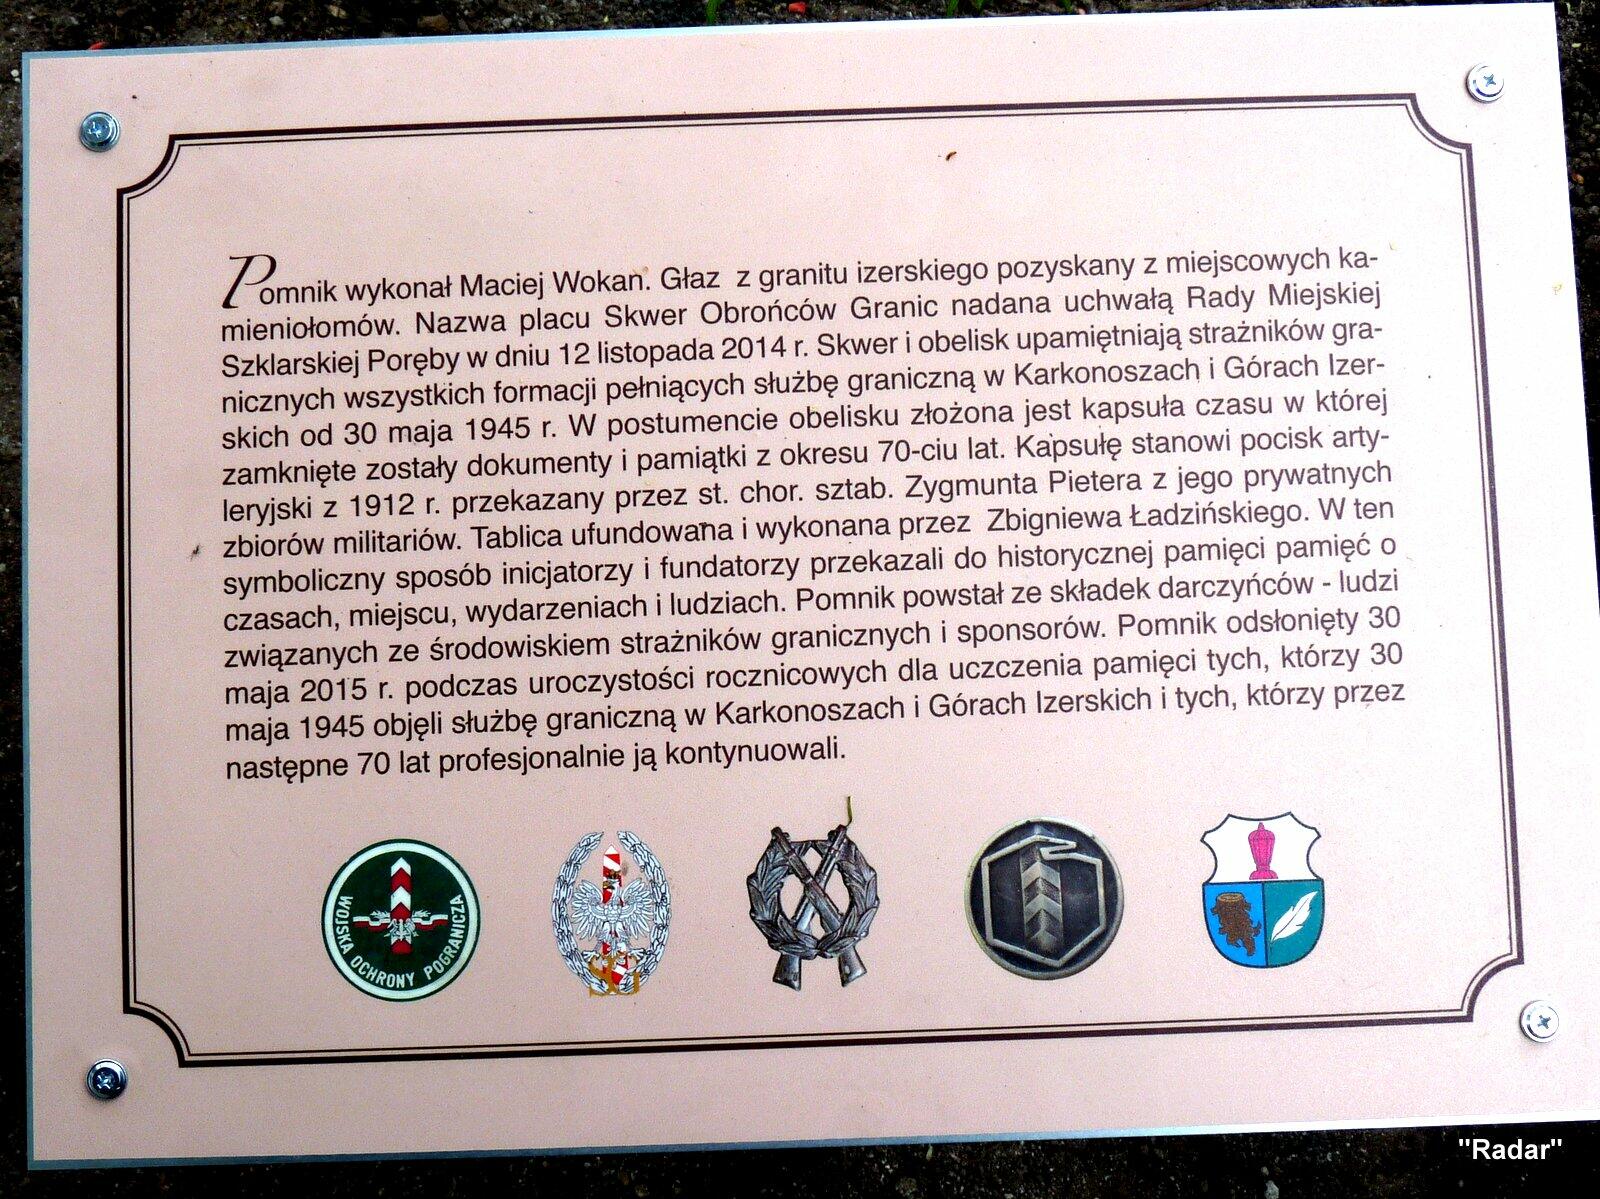 Pomnik wykonał Maciej Wokan. Głaz z granitu izerskiego pozyskany z miejscowych ka-
mieniołomów. Nazwa placu Skwer Obrońców Granic nadana uchwałą Rady Miejskiej
Szklarskiej Poręby w dniu 12 listopada 2014 r. Skwer i obelisk upamiętniają strażników gra-
nicznych wszystkich formacji pełniących służbę graniczną w Karkonoszach i Górach Izer-
skich od 30 maja 1945 r. W postumencie obelisku złożona jest kapsuła czasu w której
zamknięte zostały dokumenty i pamiątki z okresu 70-ciu lat. Kapsułę stanowi pocisk arty-
leryjski z 1912 r. przekazany przez st. chor. sztab. Zygmunta Pietera z jego prywatnych
zbiorów militariów. Tablica ufundowana i wykonana przez Zbigniewa Ładzińskiego. W ten
symboliczny sposób inicjatorzy i fundatorzy przekazali do historycznej pamięci pamięć o
czasach, miejscu, wydarzeniach i ludziach. Pomnik powstał ze składek darczyńców - ludzi
związanych ze środowiskiem strażników granicznych i sponsorów. Pomnik odsłonięty 30
maja 2015 r. podczas uroczystości rocznicowych dla uczczenia pamięci tych, którzy 30
maja 1945 objęli służbę graniczną w Karkonoszach i Górach Izerskich i tych, którzy przez
następne 70 lat profesjonalnie ją kontynuowali.
WOJSKA OCHRONY POGRANICZA
SG
"Radar"